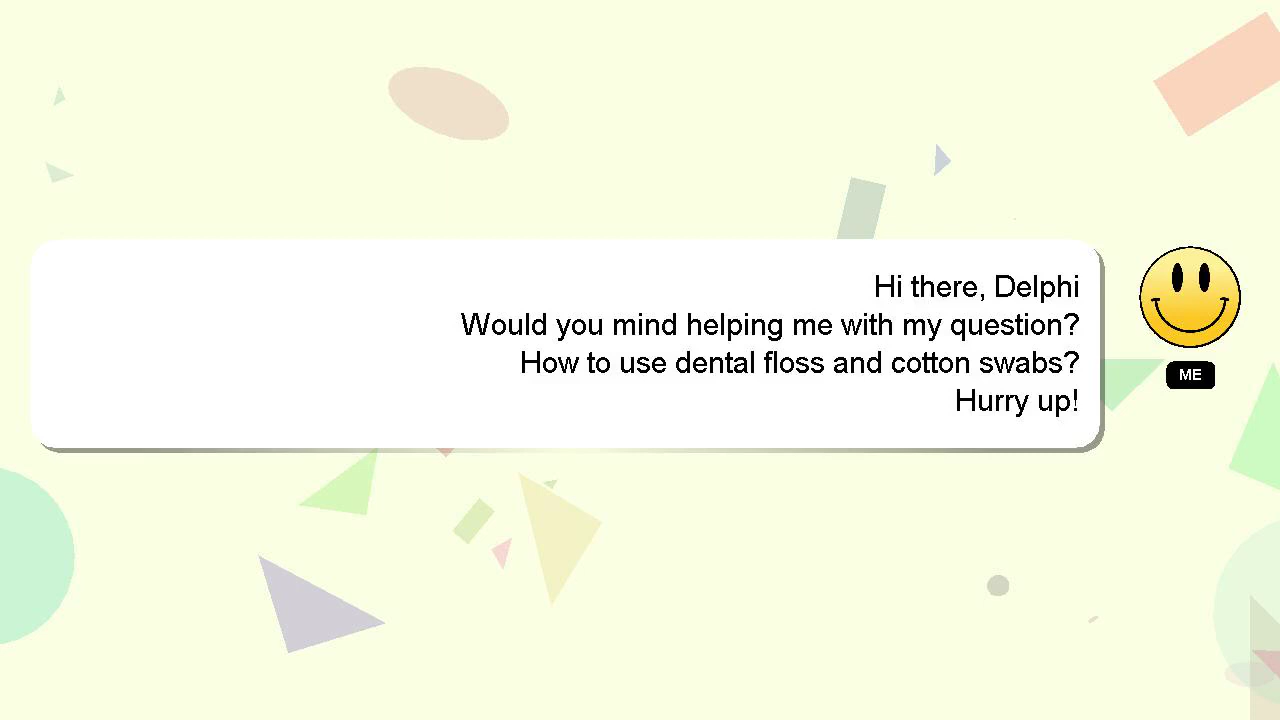 Hi there, Delphi
Would you mind helping me with my question?
How to use dental floss and cotton swabs?
Hurry up!
ME